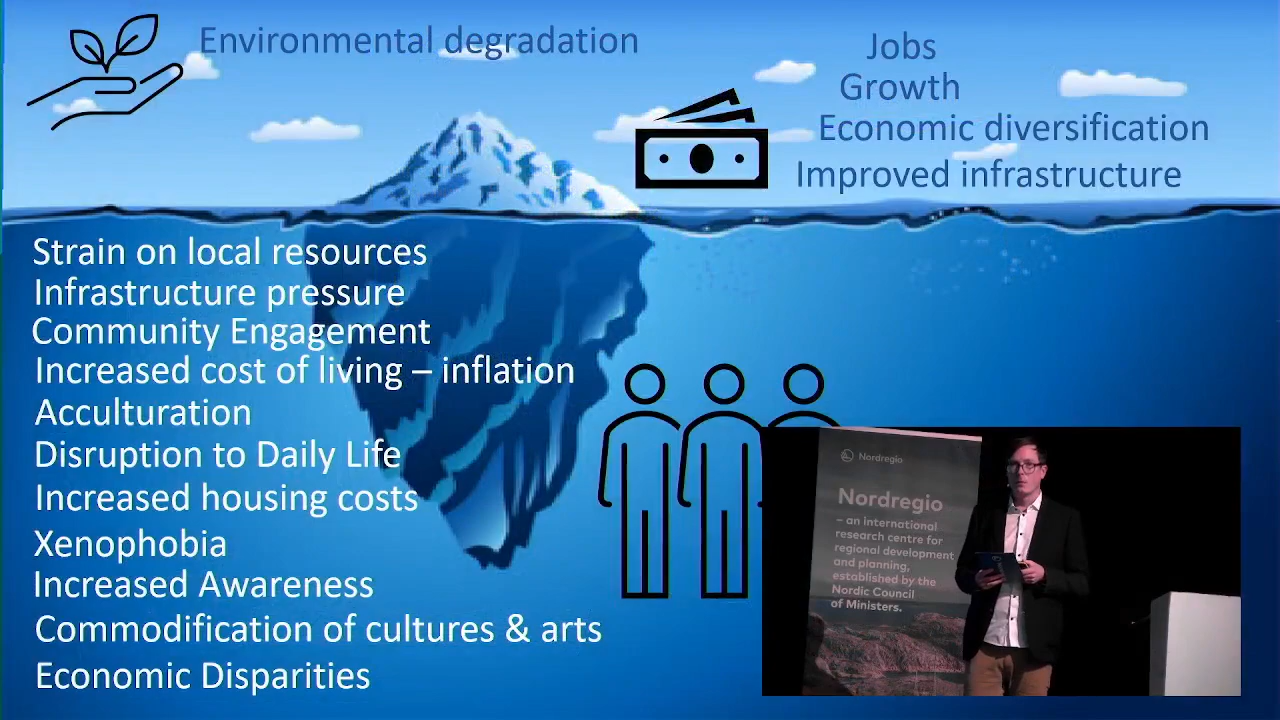 Environmental degradation
Jobs
Growth
Economic diversification
Improved infrastructure
Strain on local resources
Infrastructure pressure
Community Engagement
Increased cost of living – inflation
Acculturation
Disruption to Daily Life
Increased housing costs
Xenophobia
Increased Awareness
Commodification of cultures & arts
Economic Disparities
Nordregio
Nordregio
– an international
research centre for
regional development
and planning,
established by the
Nordic Council
of Ministers.